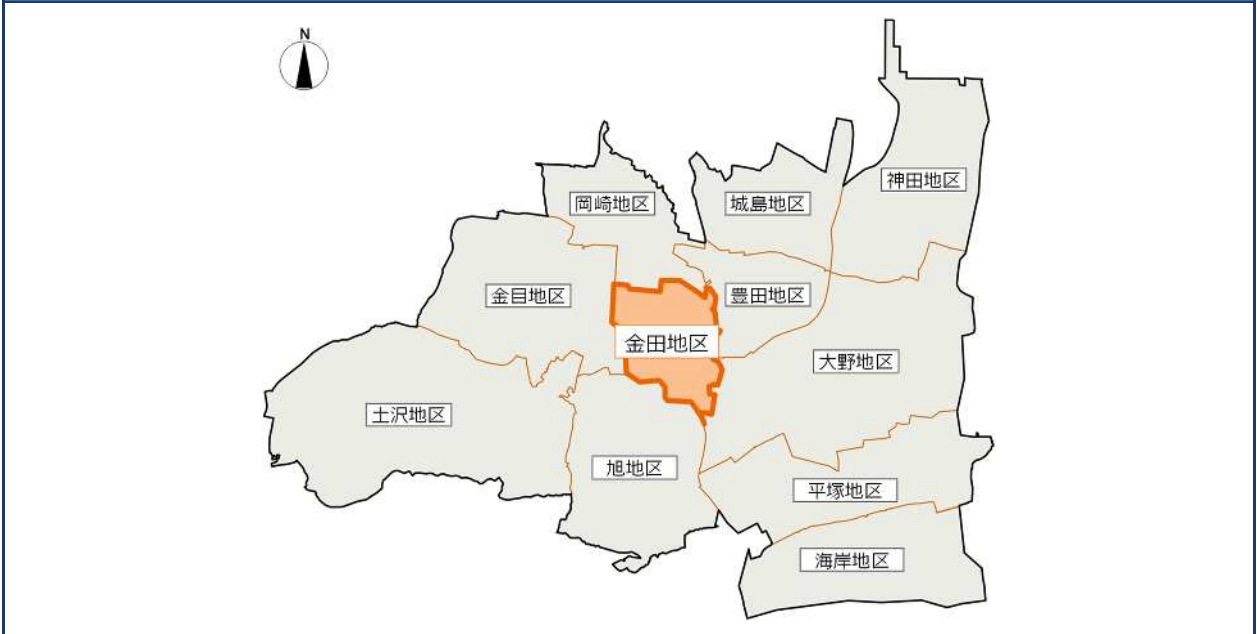 N
神田地区
岡崎地区
城島地区
金目地区
豊田地区
金田地区
大野地区
土沢地区
旭地区
平塚地区
海岸地区